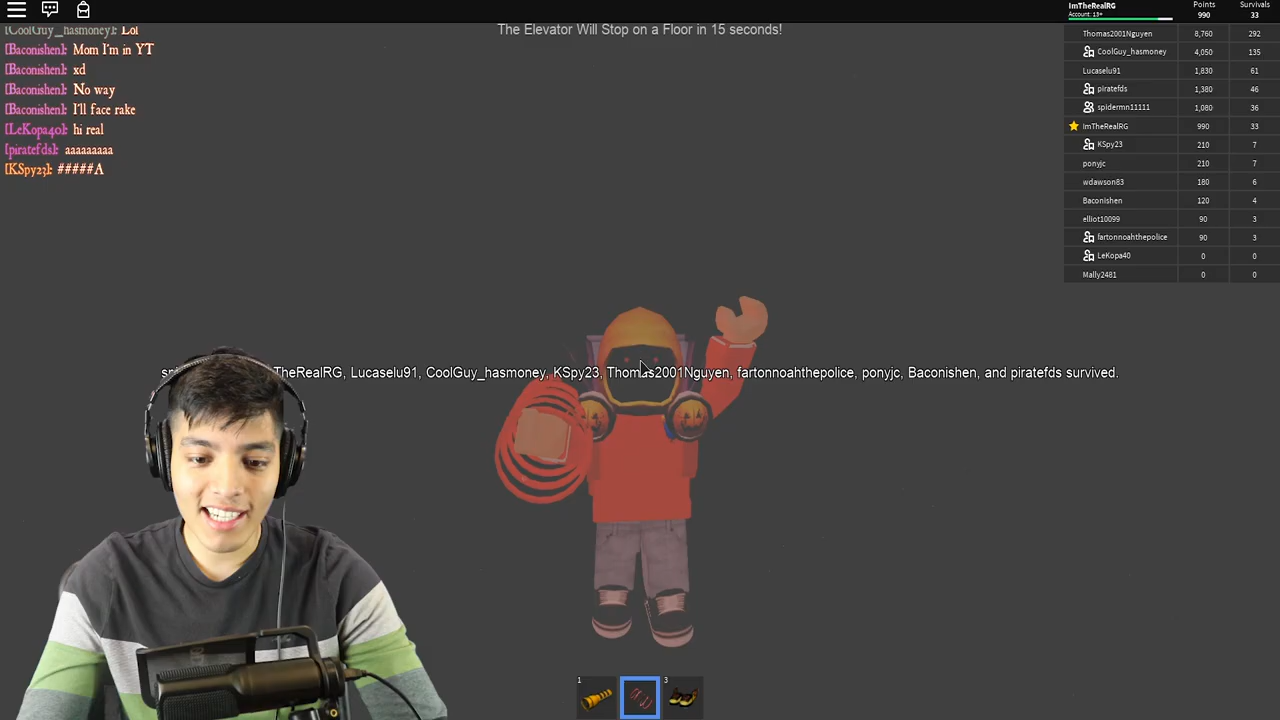 [CoolGuy_hasmoney]: Lol
[Baconishen]: Mom I'm in YT
[Baconishen]: xd
[Baconishen]: No way
[Baconishen]: I'll face rake
[LeKopa40]: hi real
[piratefds]: aaaaaaaaa
[KSpy23]: #####A
The Elevator Will Stop on a Floor in 15 seconds!
ImTheRealRG Points Survivals
Account: 13+ 990 33
Thomas2001Nguyen 8,760 292
CoolGuy_hasmoney 4,050 135
Lucaselu91 1,830 61
piratefds 1,380 46
spidermn11111 1,080 36
ImTheRealRG 990 33
KSpy23 210 7
ponyjc 210 7
wdawson83 180 6
Baconishen 120 4
elliot10099 90 3
fartonnoahthepolice 90 3
LeKopa40 0 0
Mally2481 0 0
TheRealRG, Lucaselu91, CoolGuy_hasmoney, KSpy23, Thomas2001Nguyen, fartonnoahthepolice, ponyjc, Baconishen, and piratefds survived.
1 3